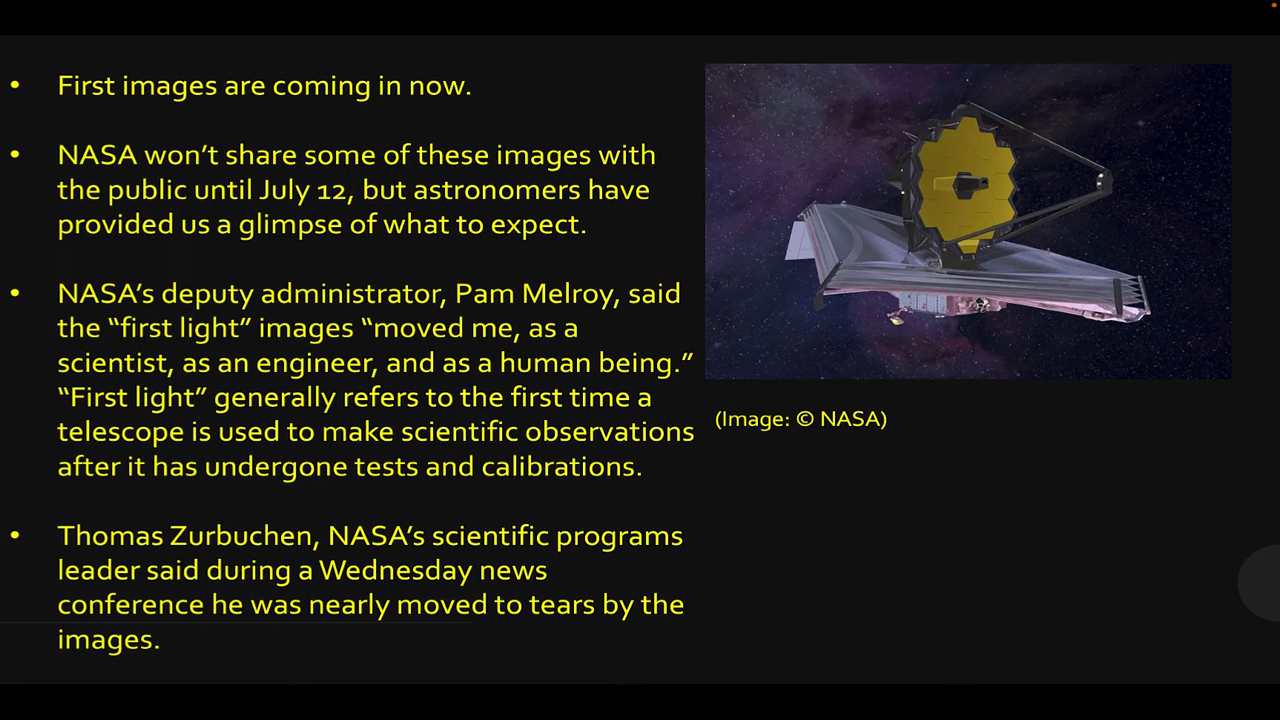 • First images are coming in now.
• NASA won’t share some of these images with
the public until July 12, but astronomers have
provided us a glimpse of what to expect.
• NASA’s deputy administrator, Pam Melroy, said
the “first light” images “moved me, as a
scientist, as an engineer, and as a human being.”
“First light” generally refers to the first time a
telescope is used to make scientific observations
after it has undergone tests and calibrations.
• Thomas Zurbuchen, NASA’s scientific programs
leader said during a Wednesday news
conference he was nearly moved to tears by the
images.
(Image: © NASA)